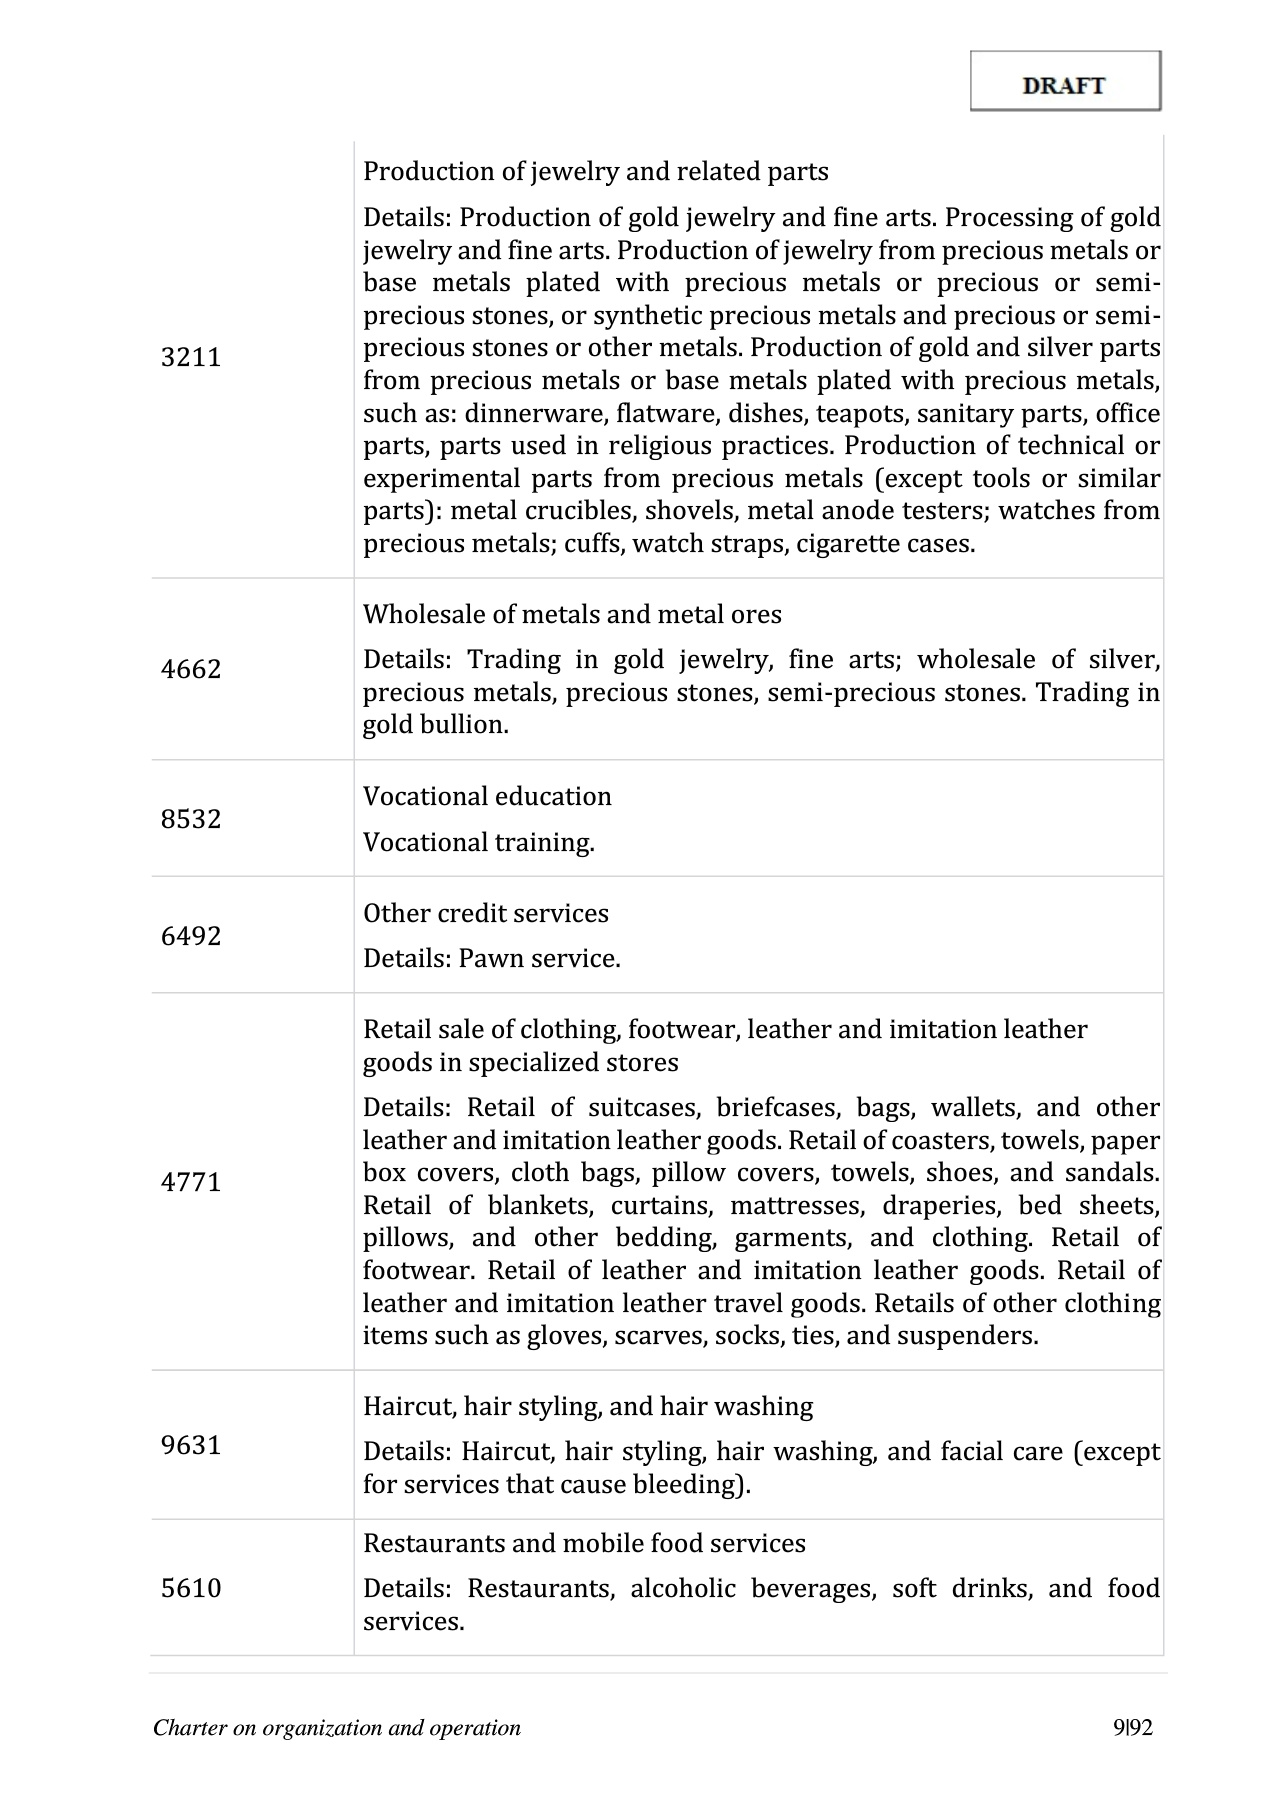 DRAFT
Production of jewelry and related parts
Details: Production of gold jewelry and fine arts. Processing of gold
jewelry and fine arts. Production of jewelry from precious metals or
base metals plated with precious metals or precious or semi-
precious stones, or synthetic precious metals and precious or semi-
3211
precious stones or other metals. Production of gold and silver parts
from precious metals or base metals plated with precious metals,
such as: dinnerware, flatware, dishes, teapots, sanitary parts, office
parts, parts used in religious practices. Production of technical or
experimental parts from precious metals (except tools or similar
parts): metal crucibles, shovels, metal anode testers; watches from
precious metals; cuffs, watch straps, cigarette cases.
Wholesale of metals and metal ores
4662
Details: Trading in gold jewelry, fine arts; wholesale of silver,
precious metals, precious stones, semi-precious stones. Trading in
gold bullion.
8532
Vocational education
Vocational training.
6492
Other credit services
Details: Pawn service.
Retail sale of clothing, footwear, leather and imitation leather
goods in specialized stores
Details: Retail of suitcases, briefcases, bags, wallets, and other
leather and imitation leather goods. Retail of coasters, towels, paper
4771
box covers, cloth bags, pillow covers, towels, shoes, and sandals.
Retail of blankets, curtains, mattresses, draperies, bed sheets,
pillows, and other bedding, garments, and clothing. Retail of
footwear. Retail of leather and imitation leather goods. Retail of
leather and imitation leather travel goods. Retails of other clothing
items such as gloves, scarves, socks, ties, and suspenders.
9631
Haircut, hair styling, and hair washing
Details: Haircut, hair styling, hair washing, and facial care (except
for services that cause bleeding).
5610
Restaurants and mobile food services
Details: Restaurants, alcoholic beverages, soft drinks, and food
services.
Charter on organization and operation
9|92